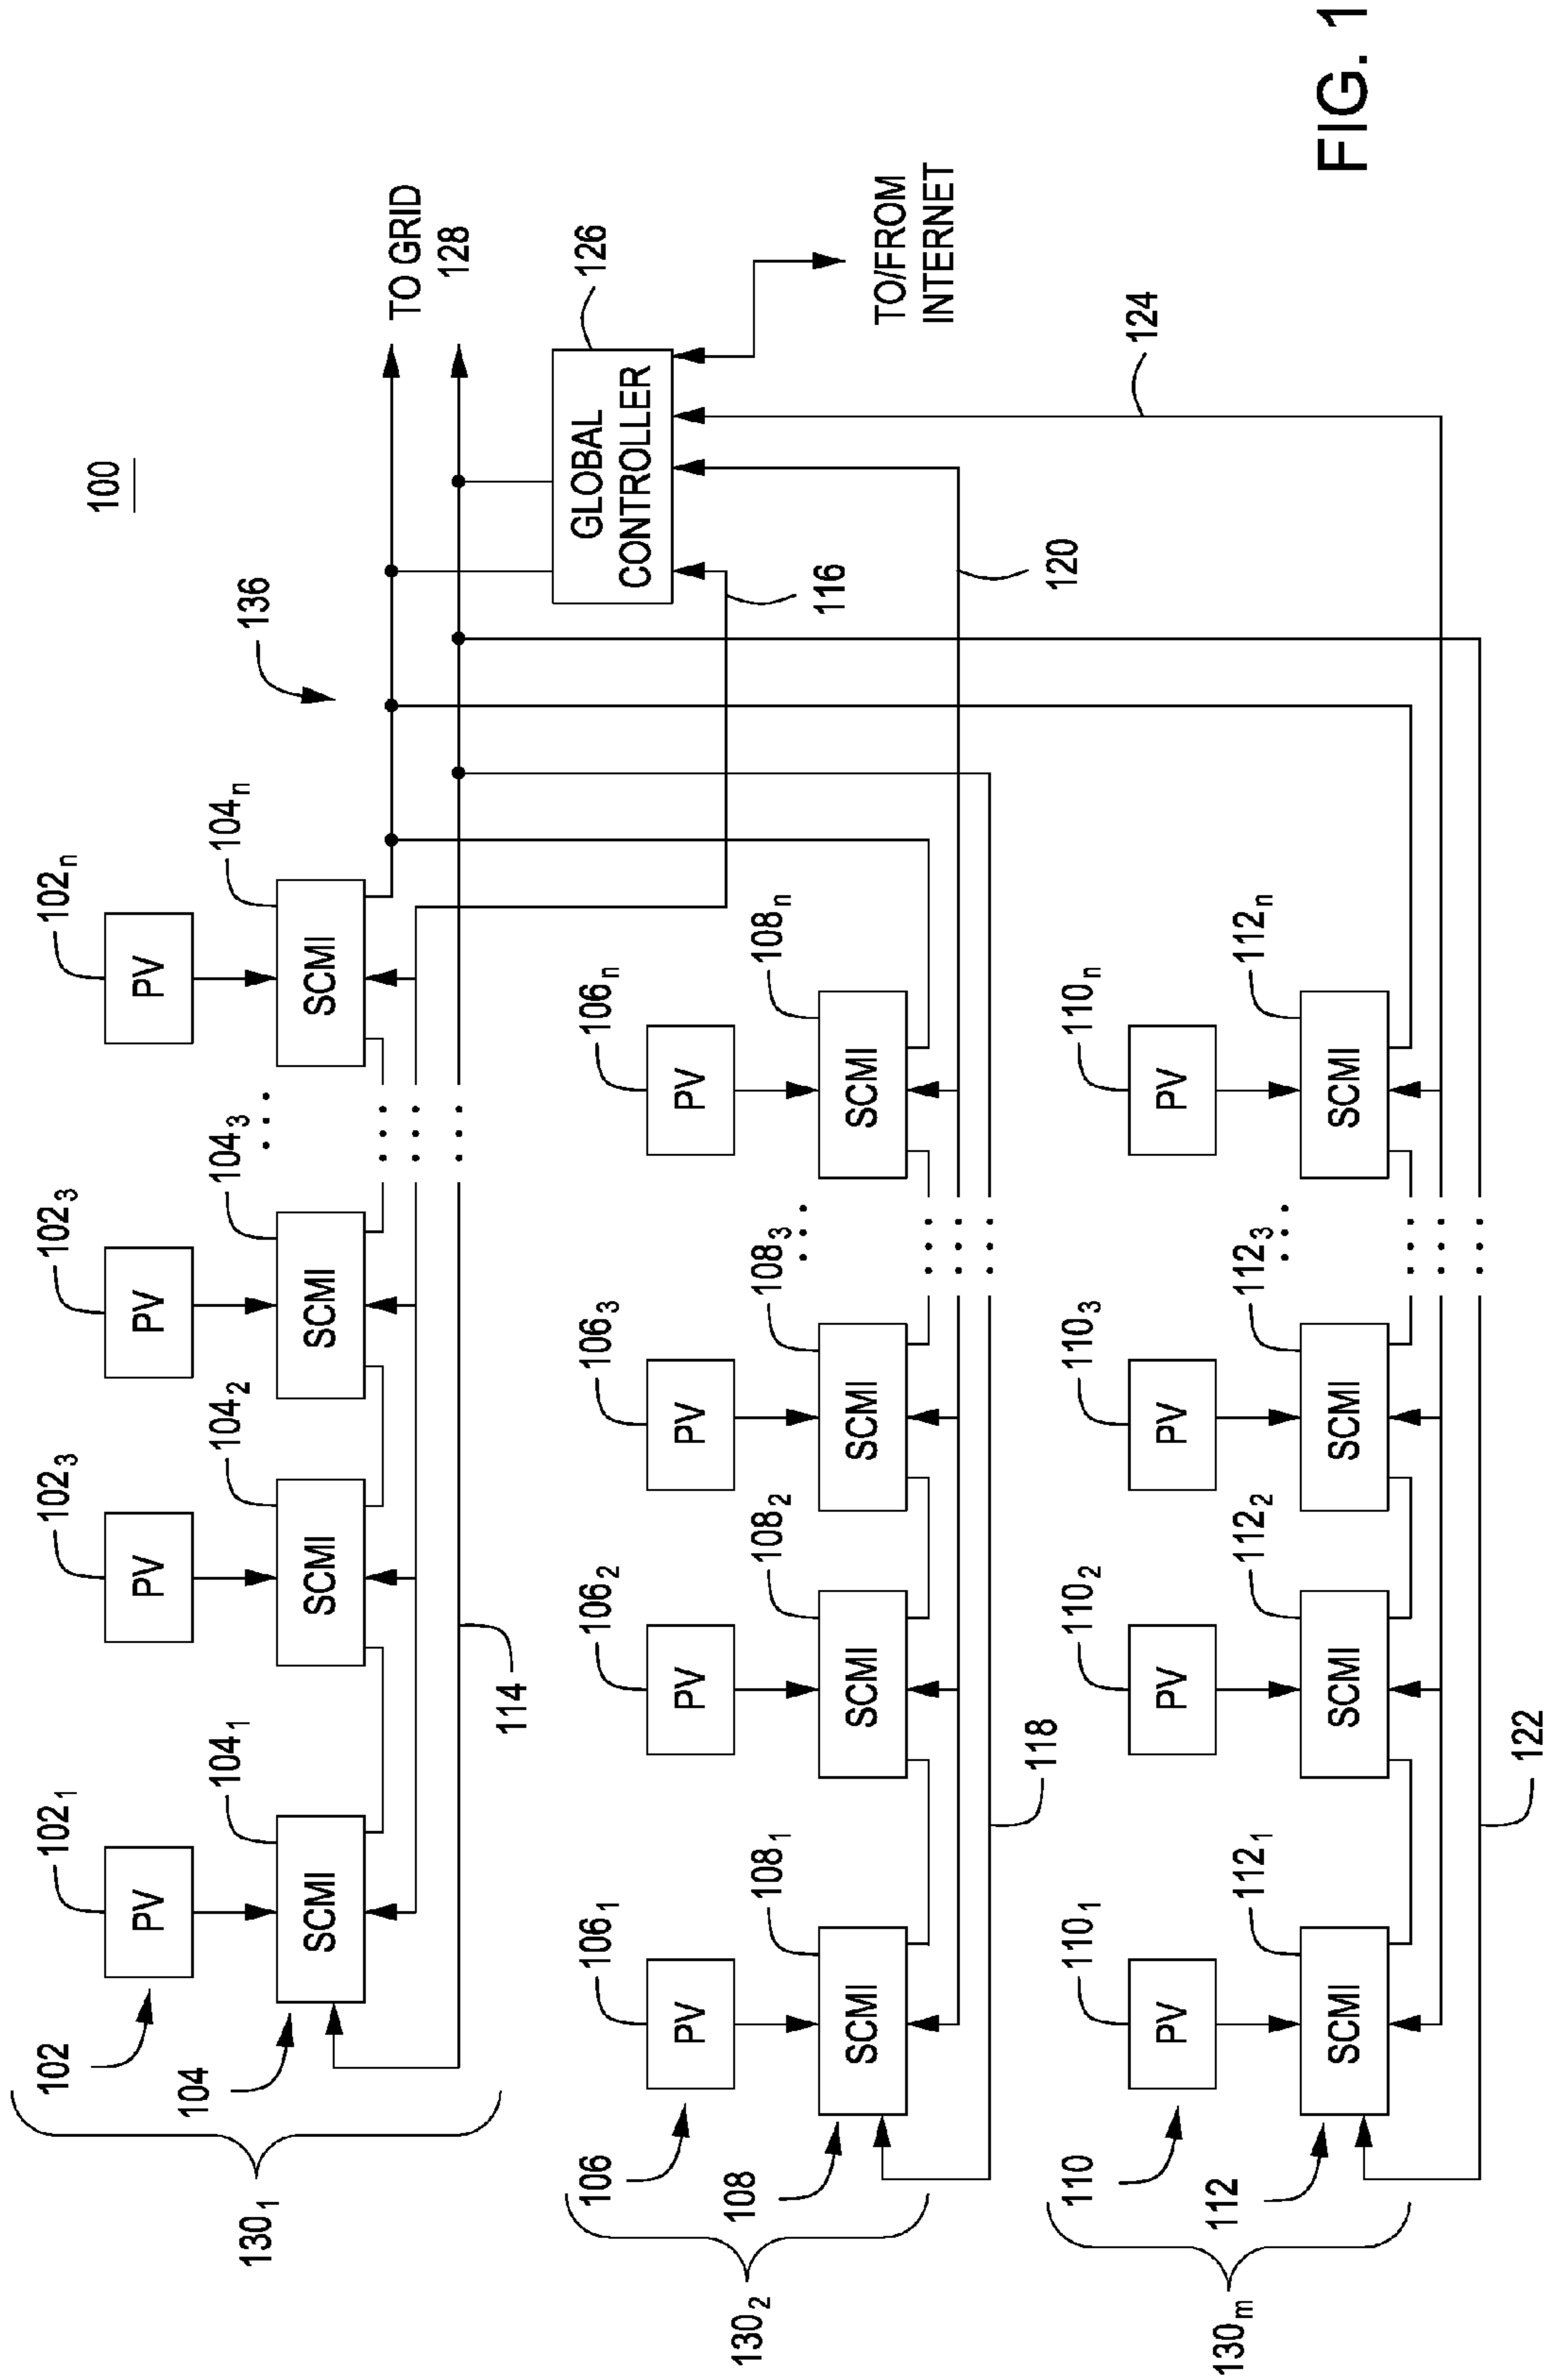 100
102₁
102₃
102₃
102ₙ
102
PV
PV
PV
PV
104₁
104₂
104₃
104ₙ
136
104
SCMI
SCMI
SCMI
SCMI
130₁
TO GRID
128
114
126
GLOBAL
CONTROLLER
116
TO/FROM
INTERNET
106₁
106₂
106₃
106ₙ
106
PV
PV
PV
PV
108₁
108₂
108₃
108ₙ
108
SCMI
SCMI
SCMI
SCMI
130₂
118
120
124
110₁
110₂
110₃
110ₙ
110
PV
PV
PV
PV
112₁
112₂
112₃
112ₙ
112
SCMI
SCMI
SCMI
SCMI
130ₘ
122
FIG. 1